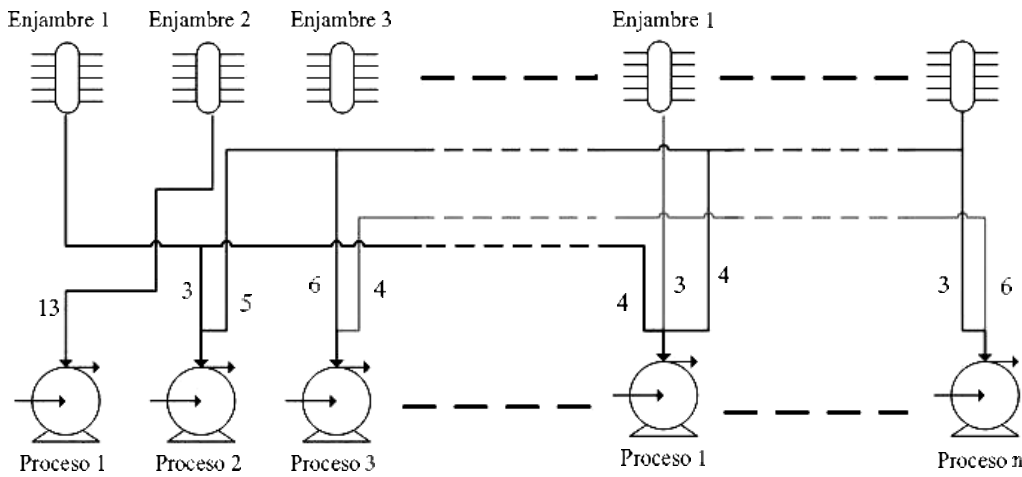 Enjambre 1
Enjambre 2
Enjambre 3
Enjambre 1
13
3
5
6
4
4
3
4
3
6
Proceso 1
Proceso 2
Proceso 3
Proceso 1
Proceso n